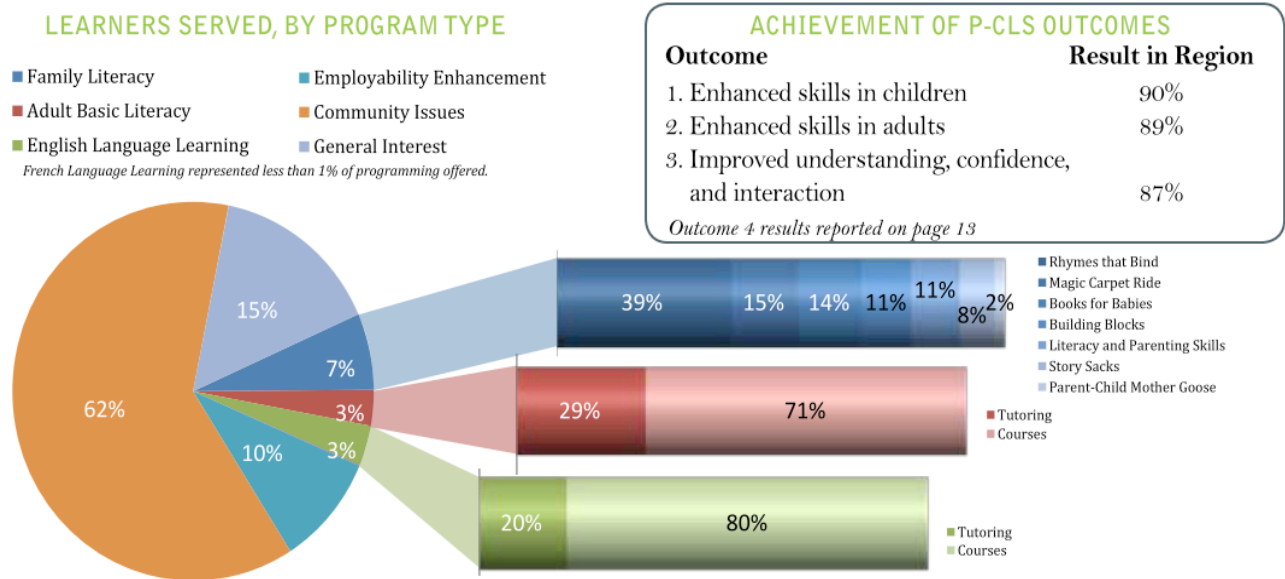 LEARNERS SERVED, BY PROGRAM TYPE
Family Literacy
Employability Enhancement
Adult Basic Literacy
Community Issues
English Language Learning
General Interest
French Language Learning represented less than 1% of programming offered.
ACHIEVEMENT OF P-CLS OUTCOMES
Outcome Result in Region
1. Enhanced skills in children 90%
2. Enhanced skills in adults 89%
3. Improved understanding, confidence,
and interaction 87%
Outcome 4 results reported on page 13
15%
7%
62%
3%
3%
10%
39% 15% 14% 11% 11% 8% 2%
Rhymes that Bind
Magic Carpet Ride
Books for Babies
Building Blocks
Literacy and Parenting Skills
Story Sacks
Parent-Child Mother Goose
29% 71%
Tutoring
Courses
20% 80%
Tutoring
Courses